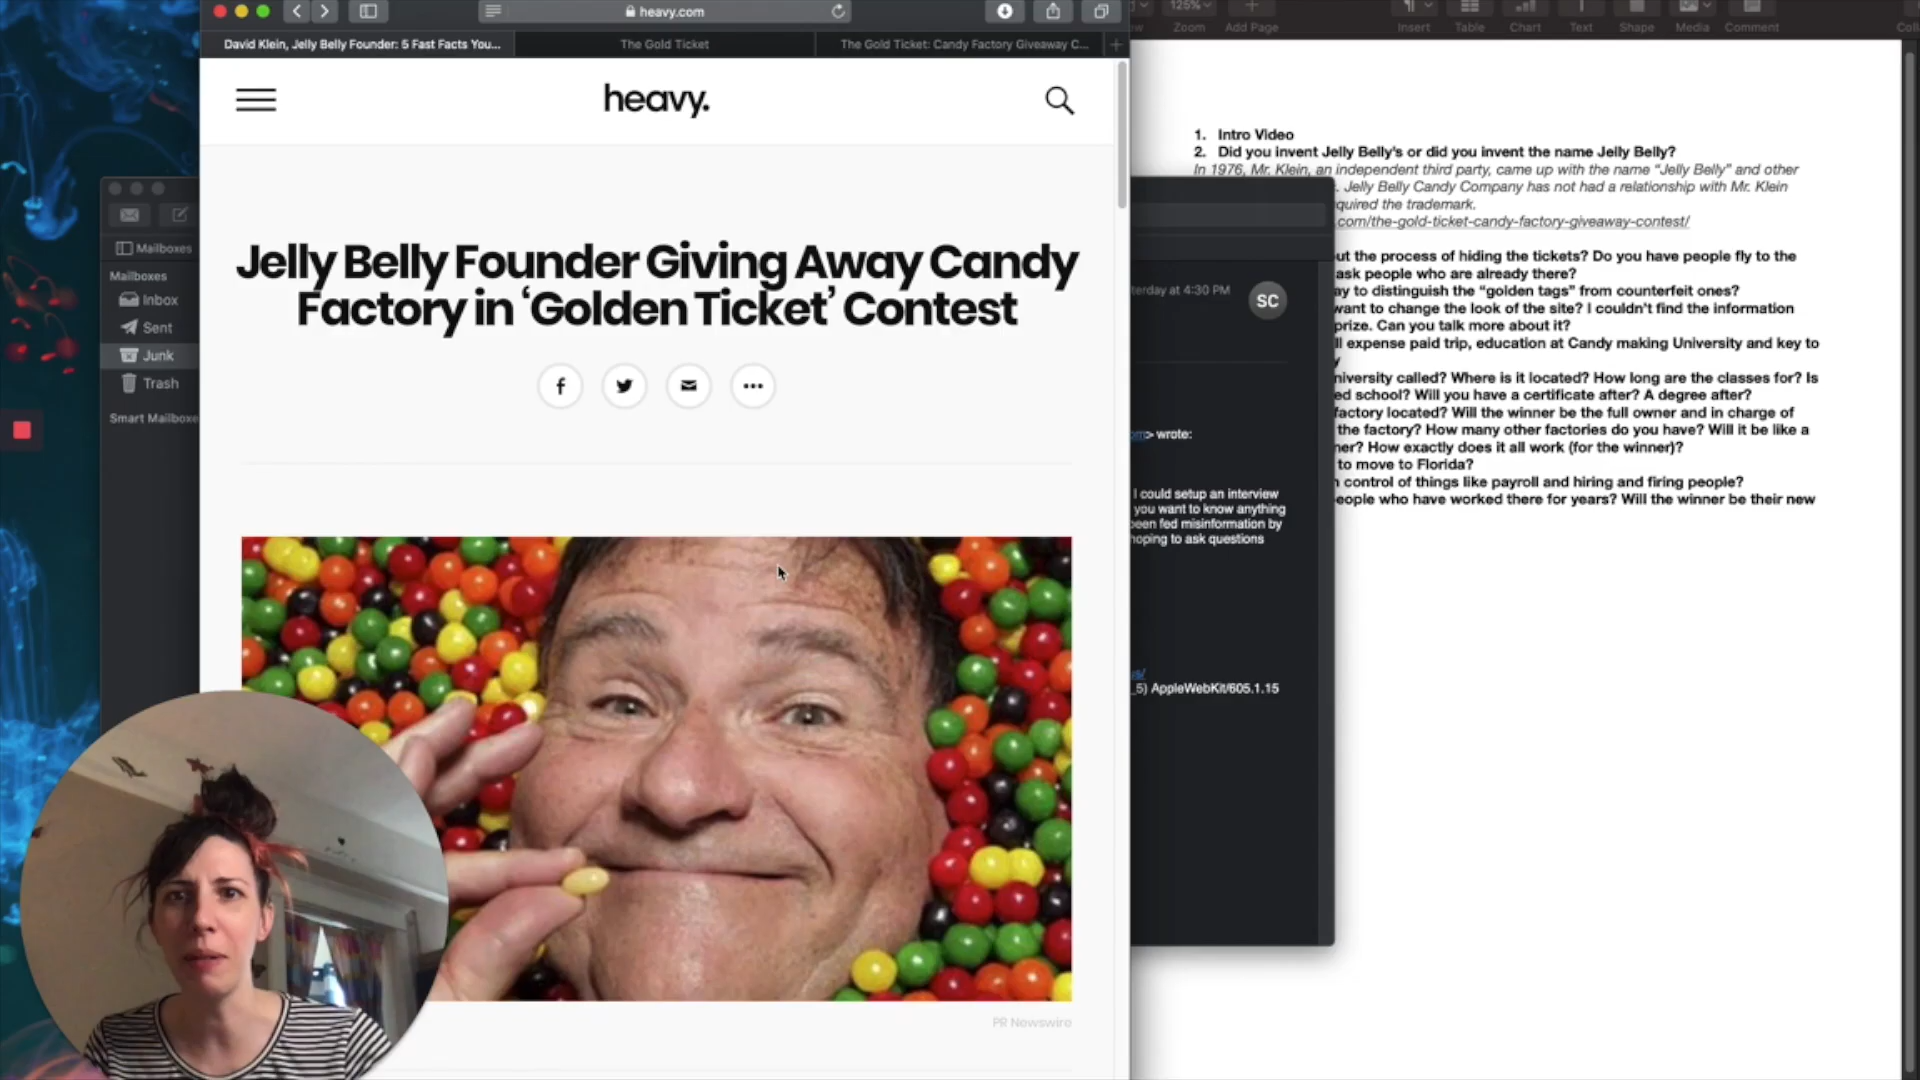 heavy.com
David Klein, Jelly Belly Founder: 5 Fast Facts You...
The Gold Ticket
The Gold Ticket: Candy Factory Giveaway C...
heavy.
Jelly Belly Founder Giving Away Candy
Factory in ‘Golden Ticket’ Contest
PR Newswire
Mailboxes
Mailboxes
Inbox
Sent
Junk
Trash
Smart Mailboxe
125%
Zoom
Add Page
Insert
Table
Chart
Text
Shape
Media
Comment
1. Intro Video
2. Did you invent Jelly Belly's or did you invent the name Jelly Belly?
In 1976, Mr. Klein, an independent third party, came up with the name “Jelly Belly” and other
. Jelly Belly Candy Company has not had a relationship with Mr. Klein
quired the trademark.
.com/the-gold-ticket-candy-factory-giveaway-contest/
ut the process of hiding the tickets? Do you have people fly to the
ask people who are already there?
ay to distinguish the “golden tags” from counterfeit ones?
want to change the look of the site? I couldn’t find the information
prize. Can you talk more about it?
ll expense paid trip, education at Candy making University and key to
y
niversity called? Where is it located? How long are the classes for? Is
ed school? Will you have a certificate after? A degree after?
factory located? Will the winner be the full owner and in charge of
the factory? How many other factories do you have? Will it be like a
ner? How exactly does it all work (for the winner)?
to move to Florida?
n control of things like payroll and hiring and firing people?
eople who have worked there for years? Will the winner be their new
terday at 4:30 PM
SC
om> wrote:
I could setup an interview
you want to know anything
been fed misinformation by
hoping to ask questions
s/
_5) AppleWebKit/605.1.15